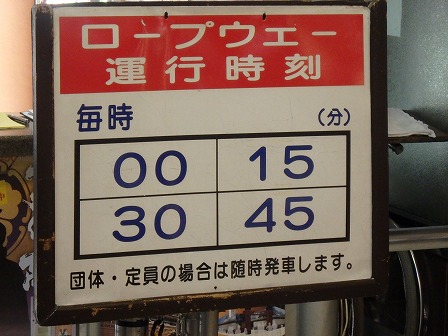 ロープウェー
運行時刻
毎時 (分)
00 15
30 45
団体・定員の場合は随時発車します。